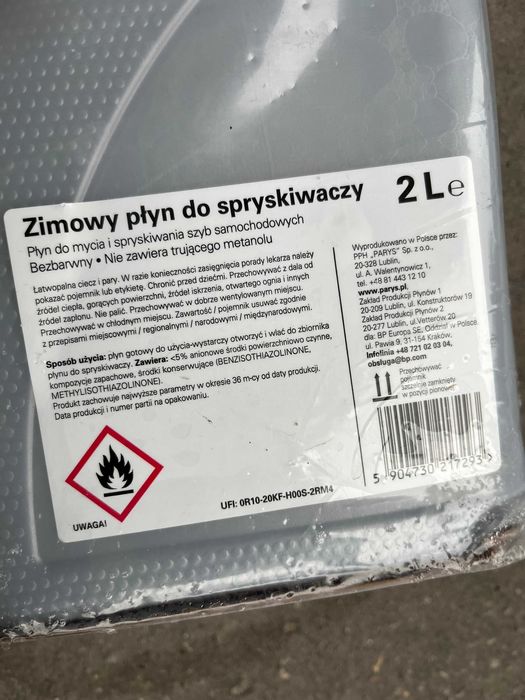 Zimowy płyn do spryskiwaczy
2 L e
Płyn do mycia i spryskiwania szyb samochodowych
Bezbarwny • Nie zawiera trującego metanolu
Łatwopalna ciecz i pary. W razie konieczności zasięgnięcia porady lekarza należy
pokazać pojemnik lub etykietę. Chronić przed dziećmi. Przechowywać z dala od
źródeł ciepła, gorących powierzchni, źródeł iskrzenia, otwartego ognia i innych
źródeł zapłonu. Nie palić. Przechowywać w dobrze wentylowanym miejscu.
Przechowywać w chłodnym miejscu. Zawartość / pojemnik usuwać zgodnie
z przepisami miejscowymi / regionalnymi / narodowymi / międzynarodowymi.
Sposób użycia: płyn gotowy do użycia-wystarczy otworzyć i wlać do zbiornika
płynu do spryskiwaczy. Zawiera: <5% anionowe środki powierzchniowo czynne,
kompozycje zapachowe, środki konserwujące (BENZISOTHIAZOLINONE,
METHYLISOTHIAZOLINONE).
Produkt zachowuje najwyższe parametry w okresie 36 m-cy od daty produkcji.
Data produkcji i numer partii na opakowaniu.
UWAGA!
UFI: 0R10-20KF-H00S-2RM4
Wyprodukowano w Polsce przez:
PPH „PARYS” Sp. z o.o.,
20-328 Lublin,
ul. A. Walentynowicz 1,
tel. +48 81 443 12 10
www.parys.pl
Zakład Produkcji Płynów 1
20-209 Lublin, ul. Konstruktorów 19
Zakład Produkcji Płynów 2
20-277 Lublin, ul.Vetterów 20
dla: BP Europa SE, Oddział w Polsce
ul. Pawia 9, 31-154 Kraków,
Infolinia +48 721 02 03 04,
obsluga@bp.com
Przechowywać
pojemnik
szczelnie zamknięty
w pozycji pionowej
5 904730 217293